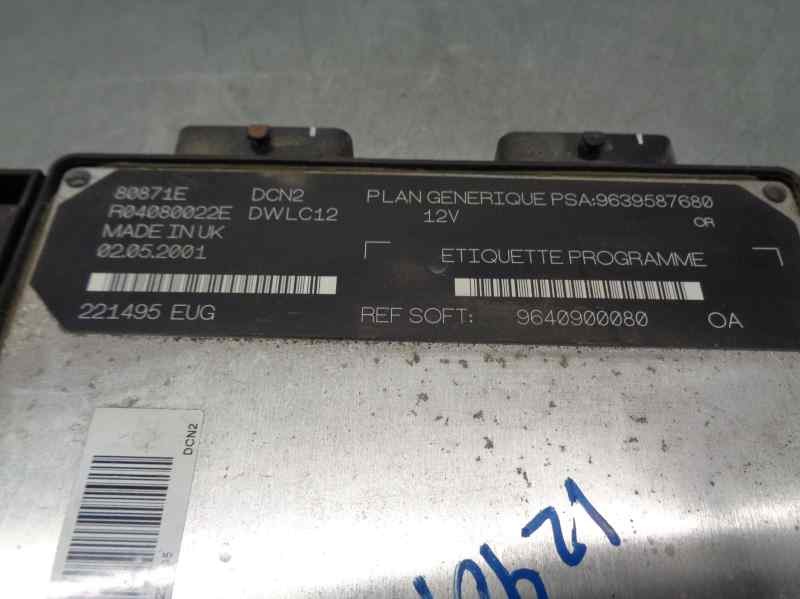 80871E DCN2 PLAN GENERIQUE PSA:9639587680
R04080022E DWLC12 12V OR
MADE IN UK
02.05.2001 ETIQUETTE PROGRAMME
221495 EUG REF SOFT: 9640900080 OA
DCN2